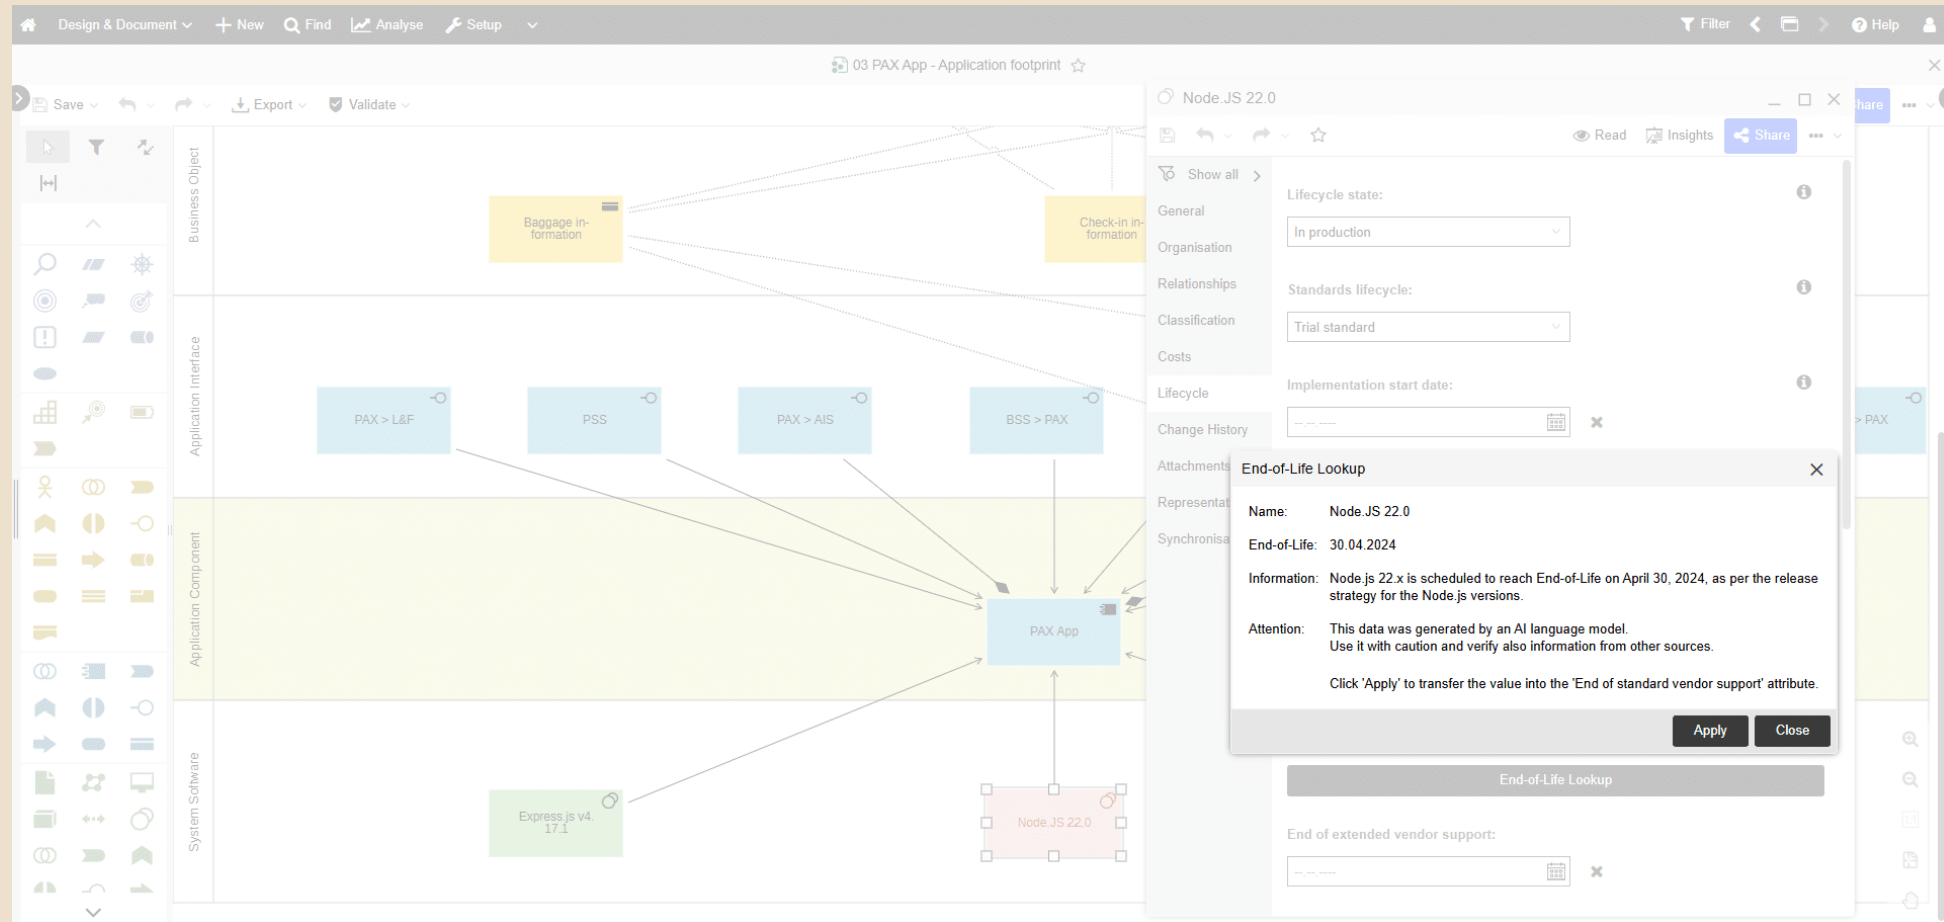 Design & Document
New
Find
Analyse
Setup
Filter
Help
03 PAX App - Application footprint
Save
Export
Validate
hare
Business Object
Baggage in-
formation
Check-in in-
formation
Application Interface
PAX > L&F
PSS
PAX > AIS
BSS > PAX
> PAX
Application Component
PAX App
System Software
Express.js v4.
17.1
Node.JS 22.0
Node.JS 22.0
Read
Insights
Share
Show all
General
Organisation
Relationships
Classification
Costs
Lifecycle
Change History
Attachments
Representat
Synchronisa
Lifecycle state:
In production
Standards lifecycle:
Trial standard
Implementation start date:
--.--.----
End-of-Life Lookup
Name: Node.JS 22.0
End-of-Life: 30.04.2024
Information: Node.js 22.x is scheduled to reach End-of-Life on April 30, 2024, as per the release
strategy for the Node.js versions.
Attention: This data was generated by an AI language model.
Use it with caution and verify also information from other sources.
Click 'Apply' to transfer the value into the 'End of standard vendor support' attribute.
Apply
Close
End-of-Life Lookup
End of extended vendor support:
--.--.----